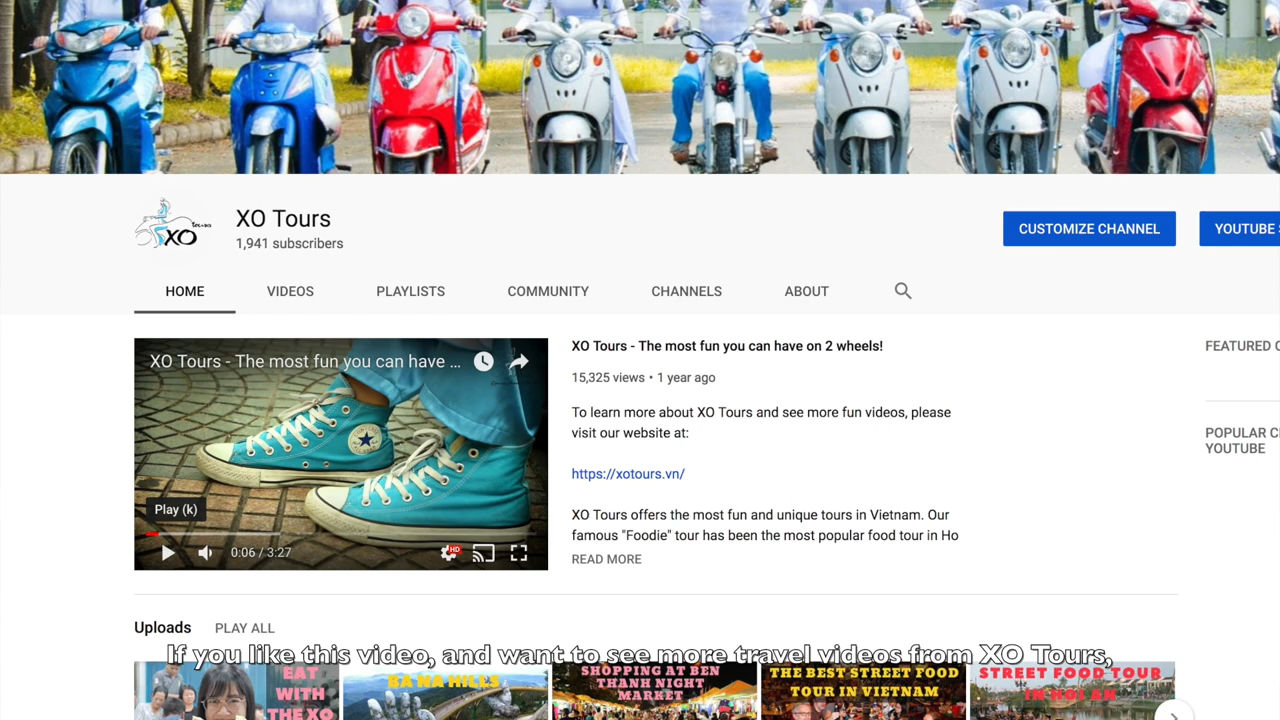 XO Tours
1,941 subscribers
CUSTOMIZE CHANNEL
YOUTUBE
XO
HOME
VIDEOS
PLAYLISTS
COMMUNITY
CHANNELS
ABOUT
XO Tours - The most fun you can have ...
Play (k)
0:06 / 3:27
HD
XO Tours - The most fun you can have on 2 wheels!
15,325 views • 1 year ago
To learn more about XO Tours and see more fun videos, please
visit our website at:
https://xotours.vn/
XO Tours offers the most fun and unique tours in Vietnam. Our
famous "Foodie" tour has been the most popular food tour in Ho
READ MORE
FEATURED C
POPULAR C
YOUTUBE
Uploads
PLAY ALL
If you like this video, and want to see more travel videos from XO Tours,
EAT
WITH
THE XO
BA NA HILLS
SHOPPING AT BEN
THANH NIGHT
MARKET
THE BEST STREET FOOD
TOUR IN VIETNAM
STREET FOOD TOUR
IN HOI AN